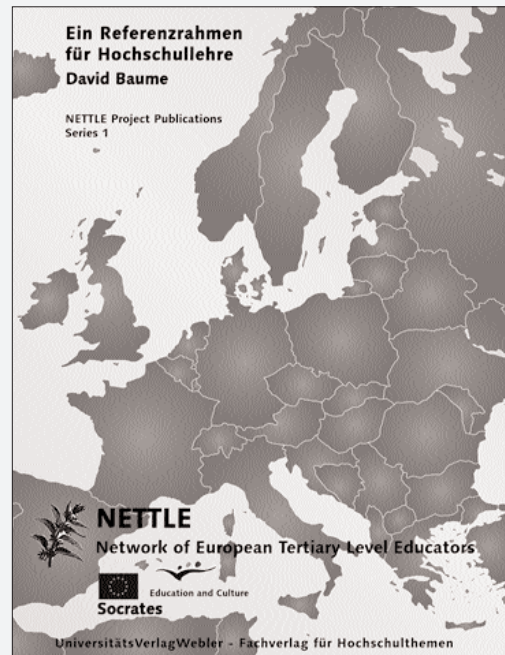 Ein Referenzrahmen
für Hochschullehre
David Baume
NETTLE Project Publications
Series 1
NETTLE
Network of European Tertiary Level Educators
Education and Culture
Socrates
UniversitätsVerlagWebler - Fachverlag für Hochschulthemen